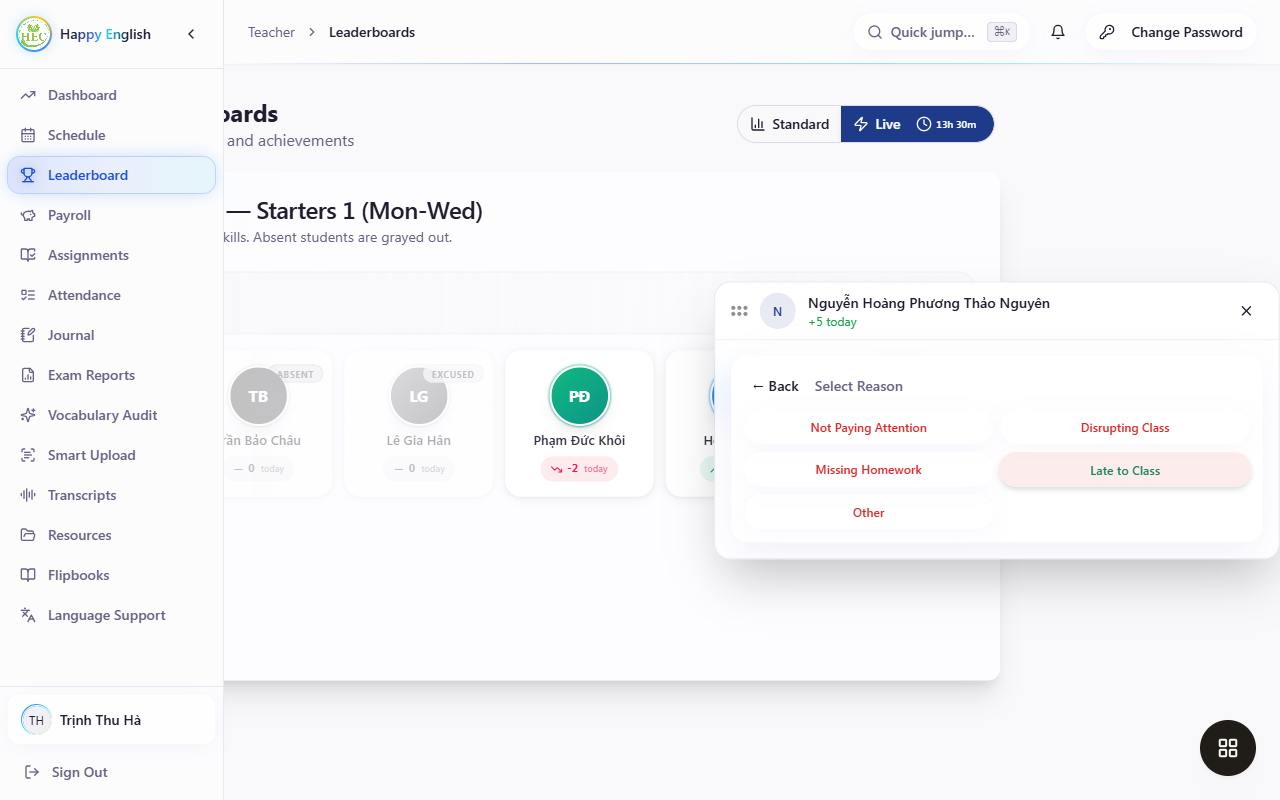 HEC
Happy English
Dashboard
Schedule
Leaderboard
Payroll
Assignments
Attendance
Journal
Exam Reports
Vocabulary Audit
Smart Upload
Transcripts
Resources
Flipbooks
Language Support
TH
Trịnh Thu Hà
Sign Out
Teacher
Leaderboards
Quick jump...
⌘K
Change Password
oards
and achievements
Standard
Live
13h 30m
— Starters 1 (Mon-Wed)
kills. Absent students are grayed out.
TB
ABSENT
rần Bảo Châu
— 0 today
LG
EXCUSED
Lê Gia Hân
— 0 today
PĐ
Phạm Đức Khôi
-2 today
N
Nguyễn Hoàng Phương Thảo Nguyên
+5 today
← Back
Select Reason
Not Paying Attention
Disrupting Class
Missing Homework
Late to Class
Other